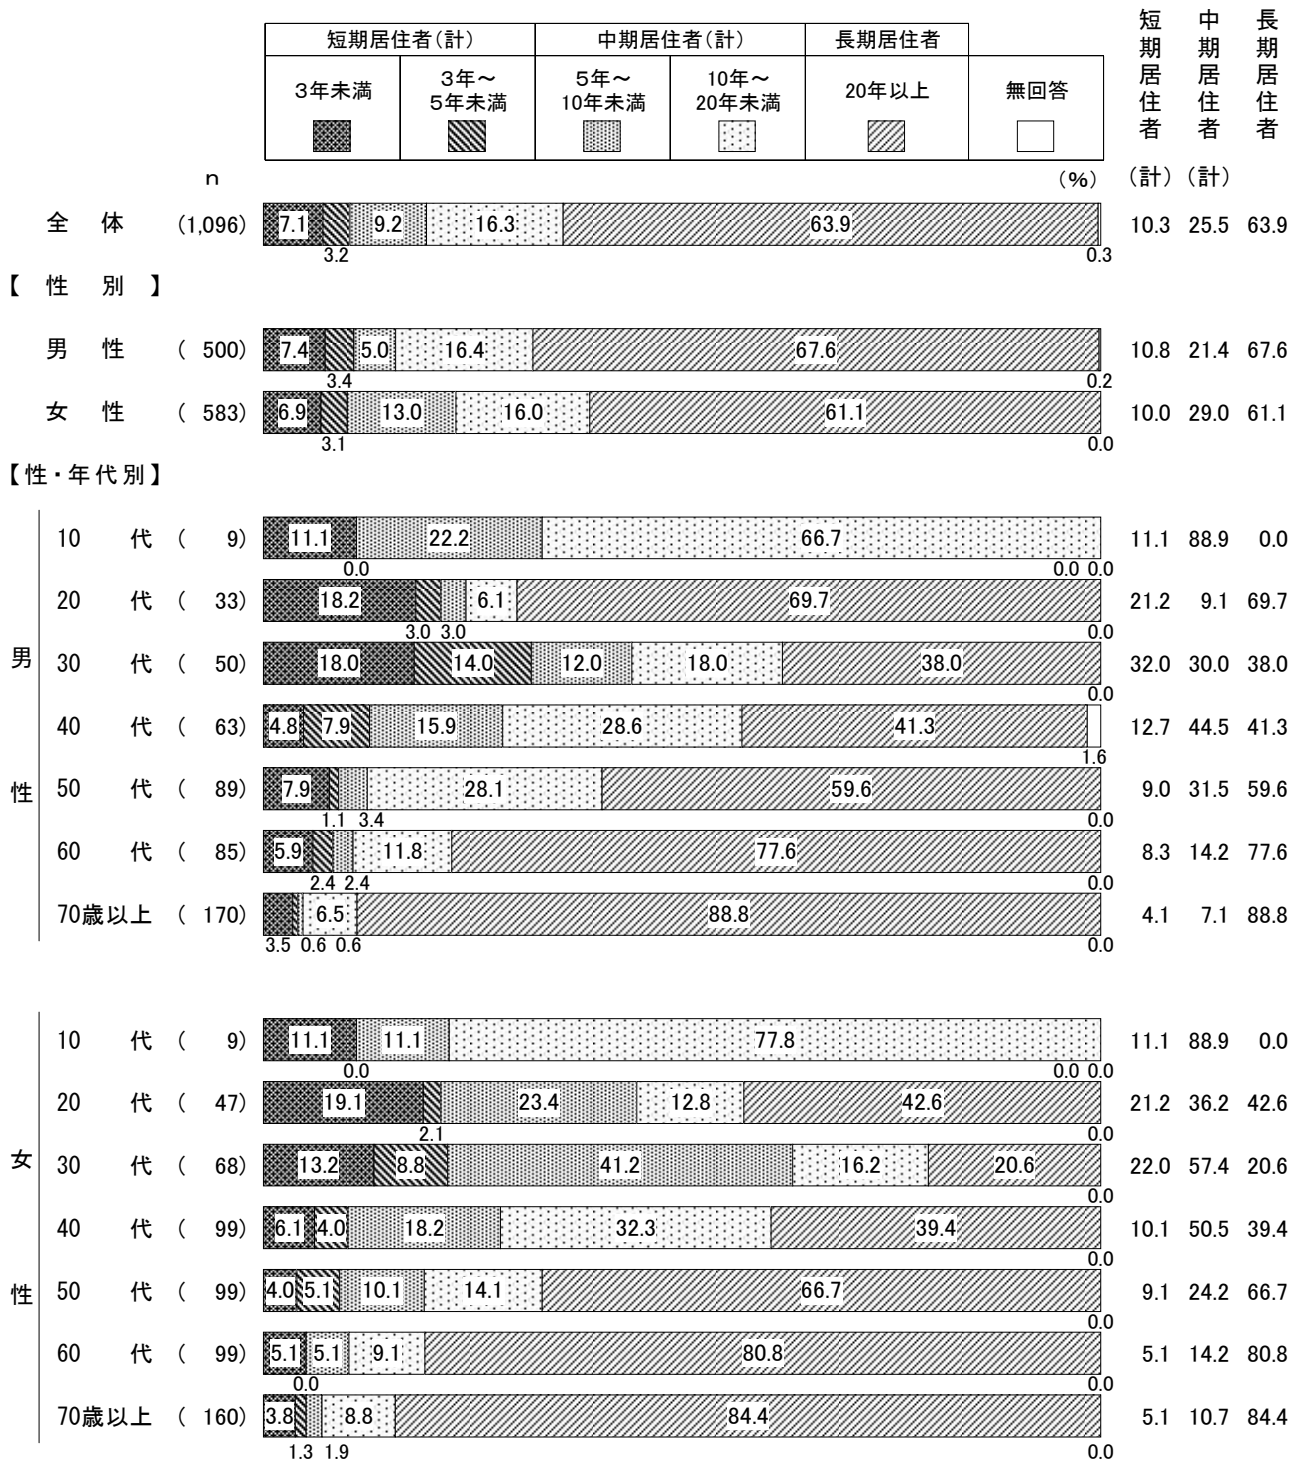 短期居住者(計) 中期居住者(計) 長期居住者
3年未満 3年～5年未満 5年～10年未満 10年～20年未満 20年以上 無回答
短期居住者(計) 中期居住者(計) 長期居住者
n (%)
全体 (1,096) 7.1 3.2 9.2 16.3 63.9 0.3 10.3 25.5 63.9
【性別】
男性 (500) 7.4 3.4 5.0 16.4 67.6 0.2 10.8 21.4 67.6
女性 (583) 6.9 3.1 13.0 16.0 61.1 0.0 10.0 29.0 61.1
【性・年代別】
男性
10代 (9) 11.1 0.0 22.2 66.7 0.0 0.0 11.1 88.9 0.0
20代 (33) 18.2 3.0 3.0 6.1 69.7 0.0 21.2 9.1 69.7
30代 (50) 18.0 14.0 12.0 18.0 38.0 0.0 32.0 30.0 38.0
40代 (63) 4.8 7.9 15.9 28.6 41.3 1.6 12.7 44.5 41.3
50代 (89) 7.9 1.1 3.4 28.1 59.6 0.0 9.0 31.5 59.6
60代 (85) 5.9 2.4 2.4 11.8 77.6 0.0 8.3 14.2 77.6
70歳以上 (170) 3.5 0.6 0.6 6.5 88.8 0.0 4.1 7.1 88.8
女性
10代 (9) 11.1 0.0 11.1 77.8 0.0 0.0 11.1 88.9 0.0
20代 (47) 19.1 2.1 23.4 12.8 42.6 0.0 21.2 36.2 42.6
30代 (68) 13.2 8.8 41.2 16.2 20.6 0.0 22.0 57.4 20.6
40代 (99) 6.1 4.0 18.2 32.3 39.4 0.0 10.1 50.5 39.4
50代 (99) 4.0 5.1 10.1 14.1 66.7 0.0 9.1 24.2 66.7
60代 (99) 5.1 0.0 5.1 9.1 80.8 0.0 5.1 14.2 80.8
70歳以上 (160) 3.8 1.3 1.9 8.8 84.4 0.0 5.1 10.7 84.4